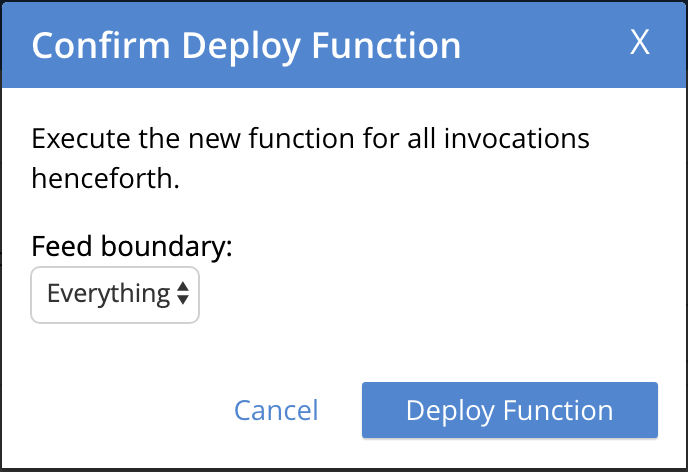 Confirm Deploy Function X
Execute the new function for all invocations
henceforth.
Feed boundary:
Everything
Cancel Deploy Function